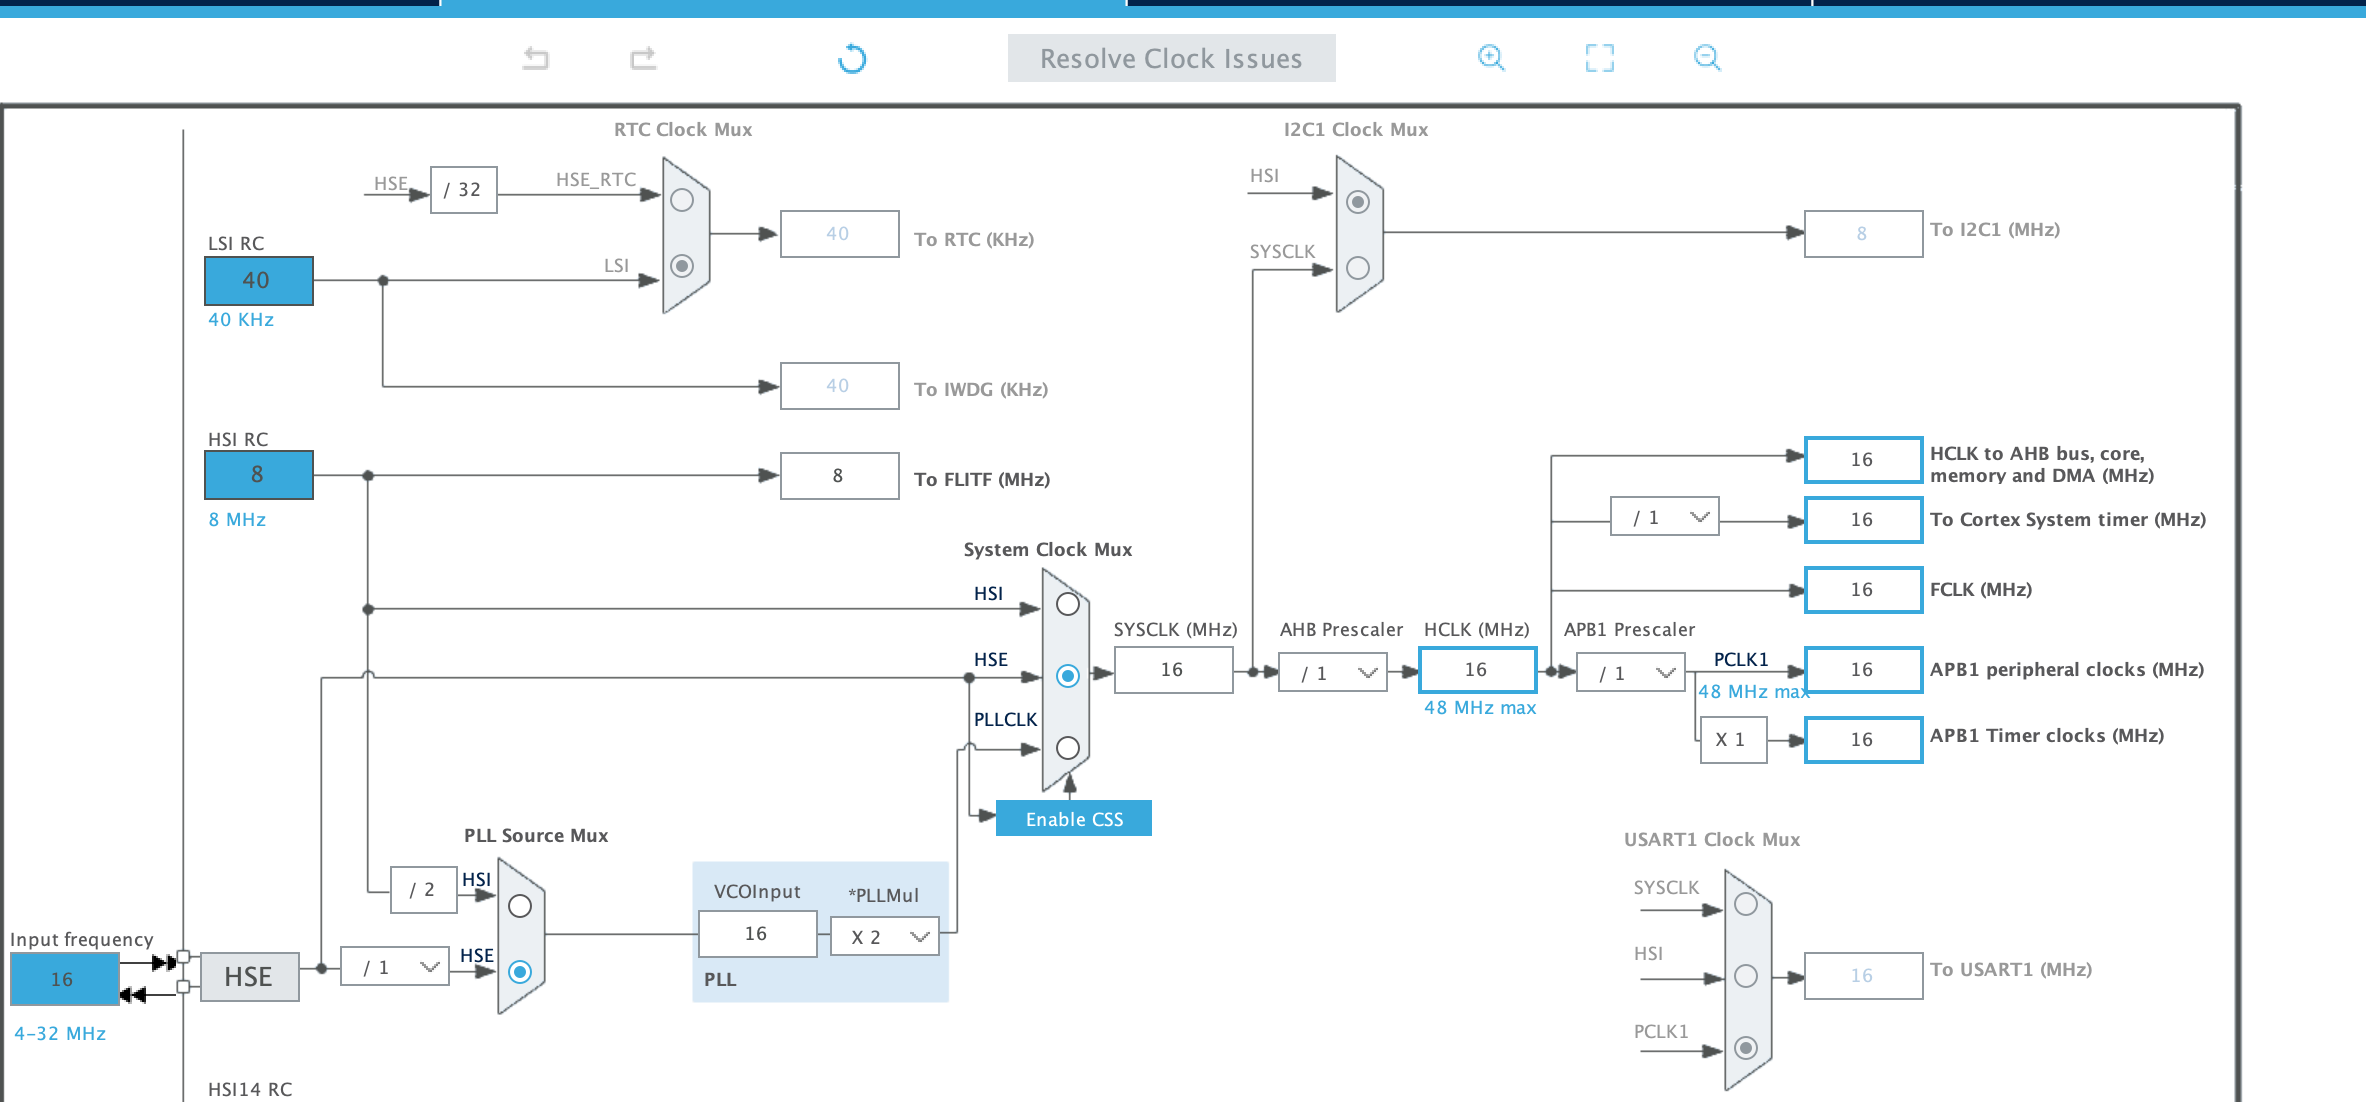 Resolve Clock Issues
RTC Clock Mux
I2C1 Clock Mux
HSE
/ 32
HSE_RTC
40
To RTC (KHz)
LSI
LSI RC
40
40 KHz
HSI
SYSCLK
8
To I2C1 (MHz)
40
To IWDG (KHz)
HSI RC
8
8 MHz
8
To FLITF (MHz)
System Clock Mux
HSI
HSE
PLLCLK
SYSCLK (MHz)
16
AHB Prescaler
/ 1
HCLK (MHz)
16
48 MHz max
APB1 Prescaler
/ 1
PCLK1
48 MHz max
16
HCLK to AHB bus, core,
memory and DMA (MHz)
/ 1
16
To Cortex System timer (MHz)
16
FCLK (MHz)
16
APB1 peripheral clocks (MHz)
X 1
16
APB1 Timer clocks (MHz)
Enable CSS
PLL Source Mux
/ 2
HSI
Input frequency
16
4-32 MHz
HSE
/ 1
HSE
VCOInput
16
*PLLMul
X 2
PLL
USART1 Clock Mux
SYSCLK
HSI
PCLK1
16
To USART1 (MHz)
HSI14 RC